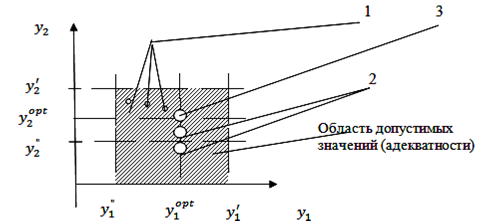 1
3
y₂
y₂′
2
y₂ᵒᵖᵗ
Область допустимых
значений (адекватности)
y₂″
y₁″
y₁ᵒᵖᵗ
y₁′
y₁